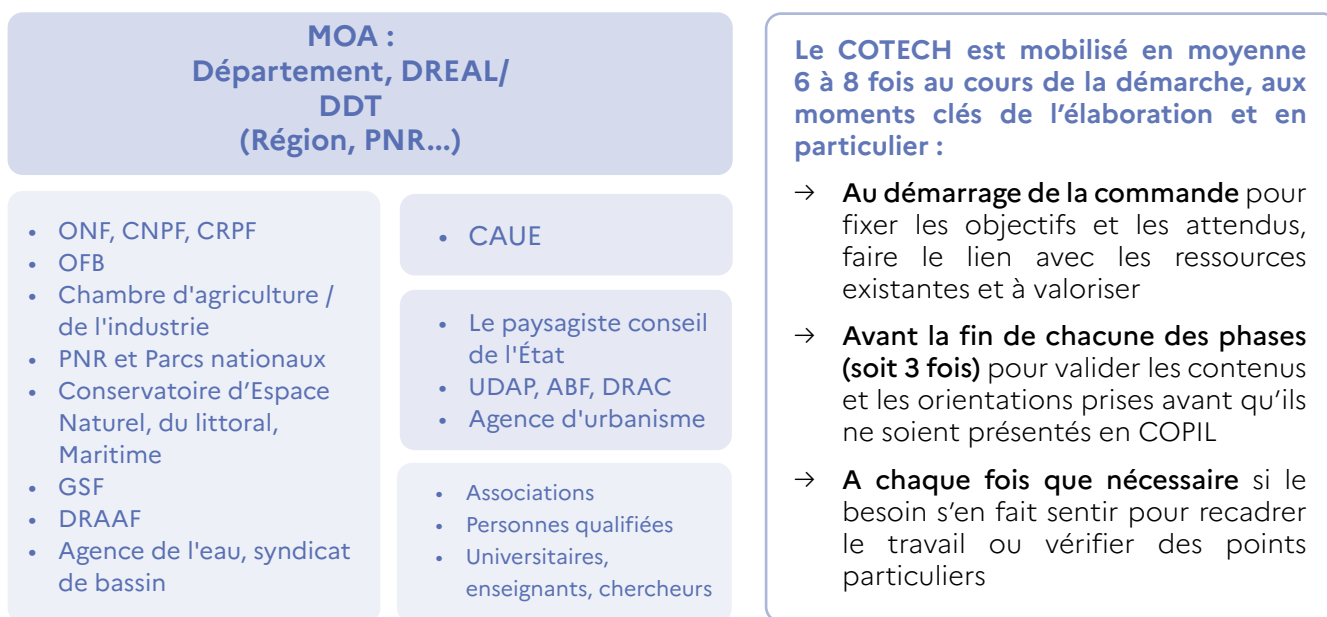 MOA :
Département, DREAL/
DDT
(Région, PNR...)
• ONF, CNPF, CRPF
• OFB
• Chambre d'agriculture /
de l'industrie
• PNR et Parcs nationaux
• Conservatoire d’Espace
Naturel, du littoral,
Maritime
• GSF
• DRAAF
• Agence de l'eau, syndicat
de bassin
• CAUE
• Le paysagiste conseil
de l'État
• UDAP, ABF, DRAC
• Agence d'urbanisme
• Associations
• Personnes qualifiées
• Universitaires,
enseignants, chercheurs
Le COTECH est mobilisé en moyenne
6 à 8 fois au cours de la démarche, aux
moments clés de l’élaboration et en
particulier :
→ Au démarrage de la commande pour
fixer les objectifs et les attendus,
faire le lien avec les ressources
existantes et à valoriser
→ Avant la fin de chacune des phases
(soit 3 fois) pour valider les contenus
et les orientations prises avant qu’ils
ne soient présentés en COPIL
→ A chaque fois que nécessaire si le
besoin s’en fait sentir pour recadrer
le travail ou vérifier des points
particuliers